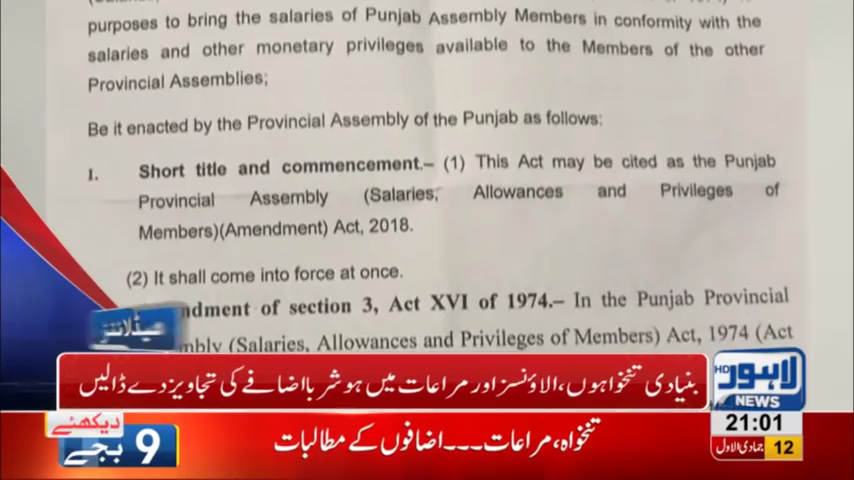 purposes to bring the salaries of Punjab Assembly Members in conformity with the
salaries and other monetary privileges available to the Members of the other
Provincial Assemblies;
Be it enacted by the Provincial Assembly of the Punjab as follows:
1. Short title and commencement.– (1) This Act may be cited as the Punjab
Provincial Assembly (Salaries, Allowances and Privileges of
Members)(Amendment) Act, 2018.
(2) It shall come into force at once.
ndment of section 3, Act XVI of 1974.– In the Punjab Provincial
mbly (Salaries, Allowances and Privileges of Members) Act, 1974 (Act
ہیڈلائنز
بنیادی تنخواہوں، الاؤنسز اور مراعات میں ہوشربا اضافے کی تجاویز دے ڈالیں
لاہور HD
NEWS
21:01
12 جمادی الاول
دیکھئے
9 بجے
تنخواہ، مراعات۔۔۔ اضافوں کے مطالبات